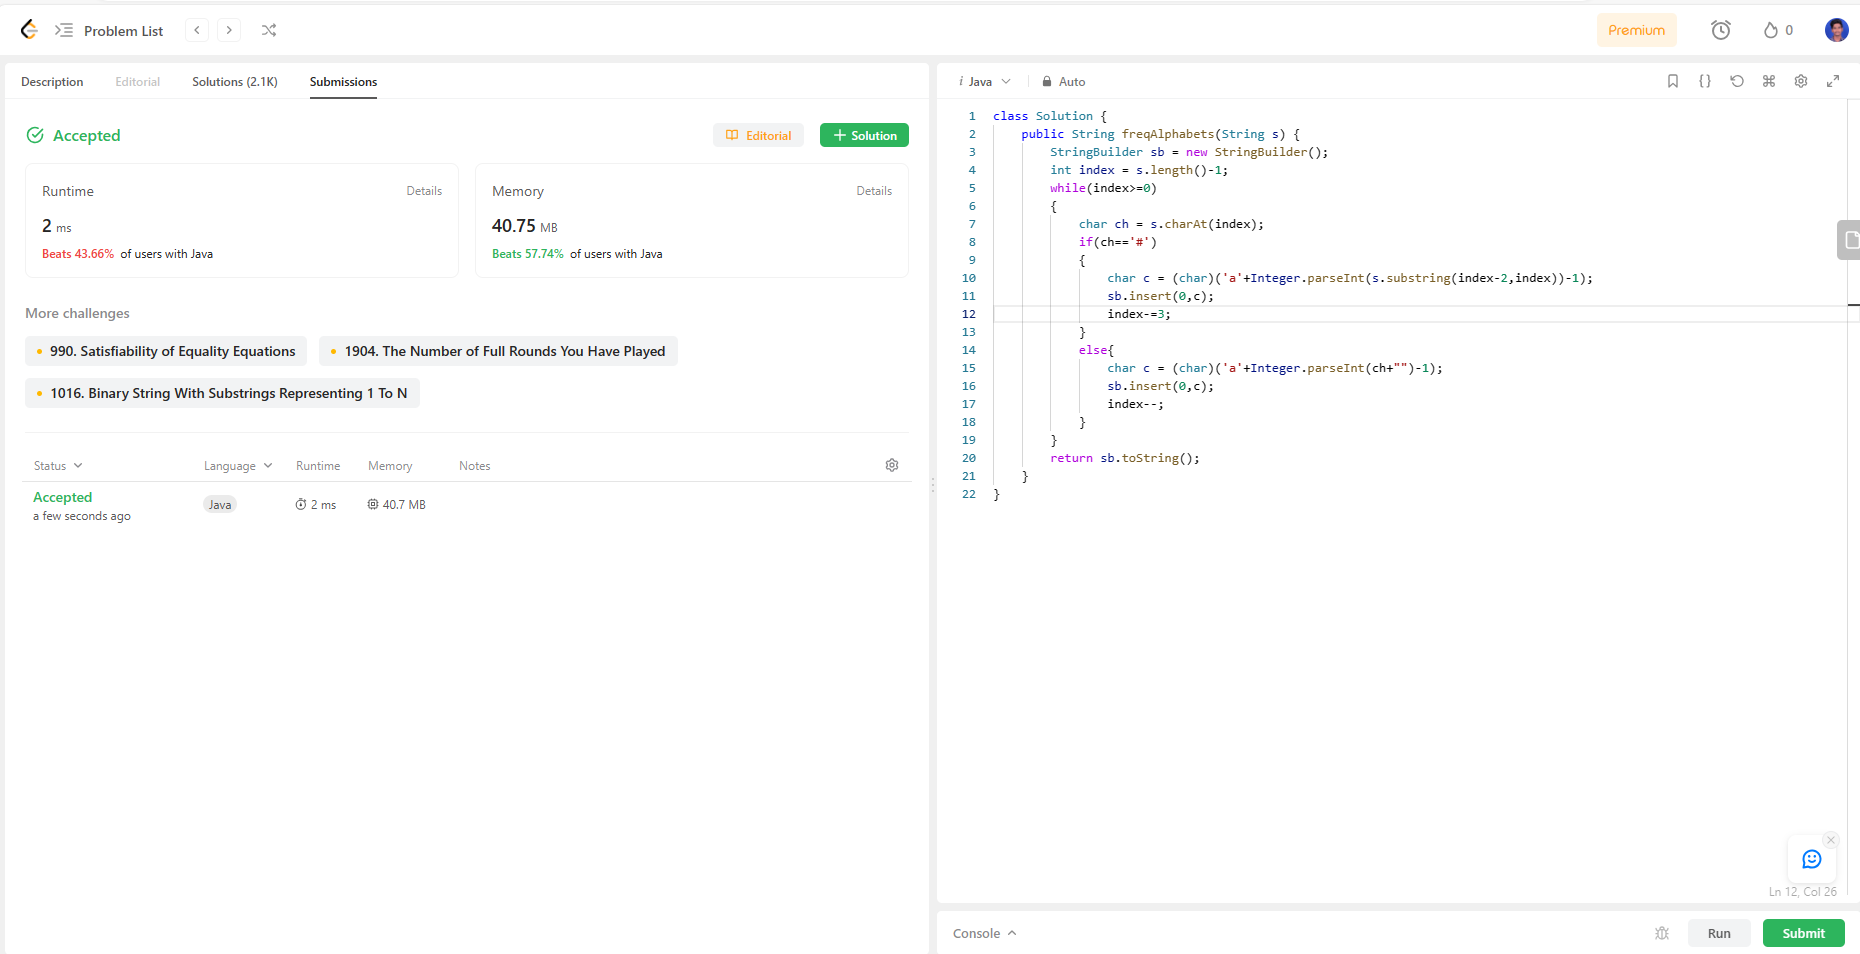 Problem List
Premium
0
Description Editorial Solutions (2.1K) Submissions
Accepted
Editorial
Solution
Runtime Details
2 ms
Beats 43.66% of users with Java
Memory Details
40.75 MB
Beats 57.74% of users with Java
More challenges
990. Satisfiability of Equality Equations
1904. The Number of Full Rounds You Have Played
1016. Binary String With Substrings Representing 1 To N
Status Language Runtime Memory Notes
Accepted
a few seconds ago
Java
2 ms
40.7 MB
i Java Auto
1 class Solution {
2 public String freqAlphabets(String s) {
3 StringBuilder sb = new StringBuilder();
4 int index = s.length()-1;
5 while(index>=0)
6 {
7 char ch = s.charAt(index);
8 if(ch=='#')
9 {
10 char c = (char)('a'+Integer.parseInt(s.substring(index-2,index))-1);
11 sb.insert(0,c);
12 index-=3;
13 }
14 else{
15 char c = (char)('a'+Integer.parseInt(ch+"")-1);
16 sb.insert(0,c);
17 index--;
18 }
19 }
20 return sb.toString();
21 }
22 }
Ln 12, Col 26
Console
Run
Submit